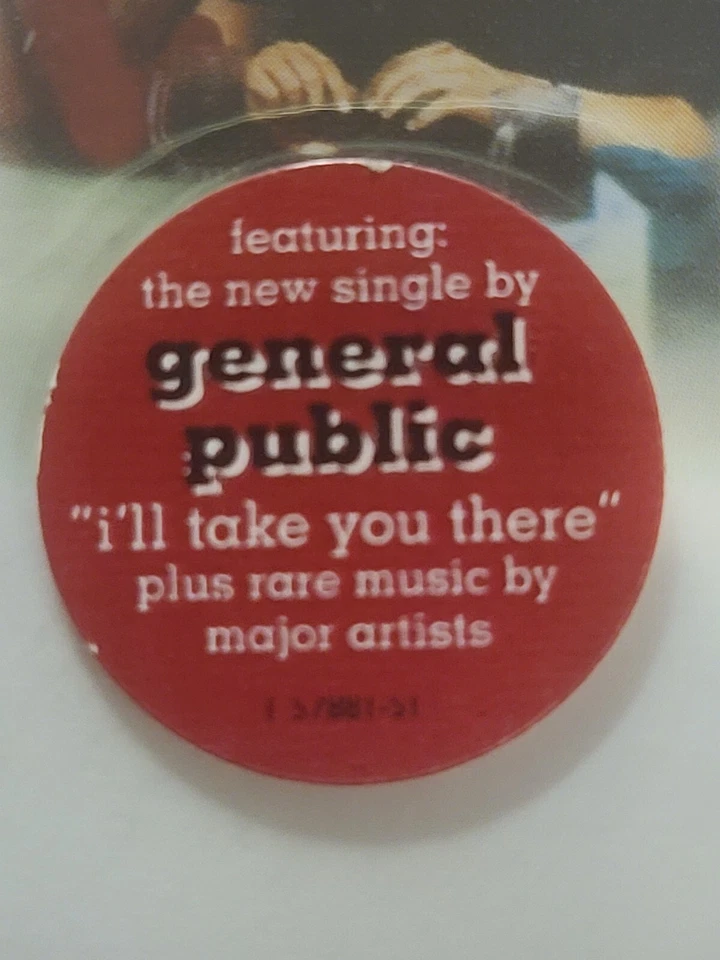 featuring:
the new single by
general
public
"i'll take you there"
plus rare music by
major artists